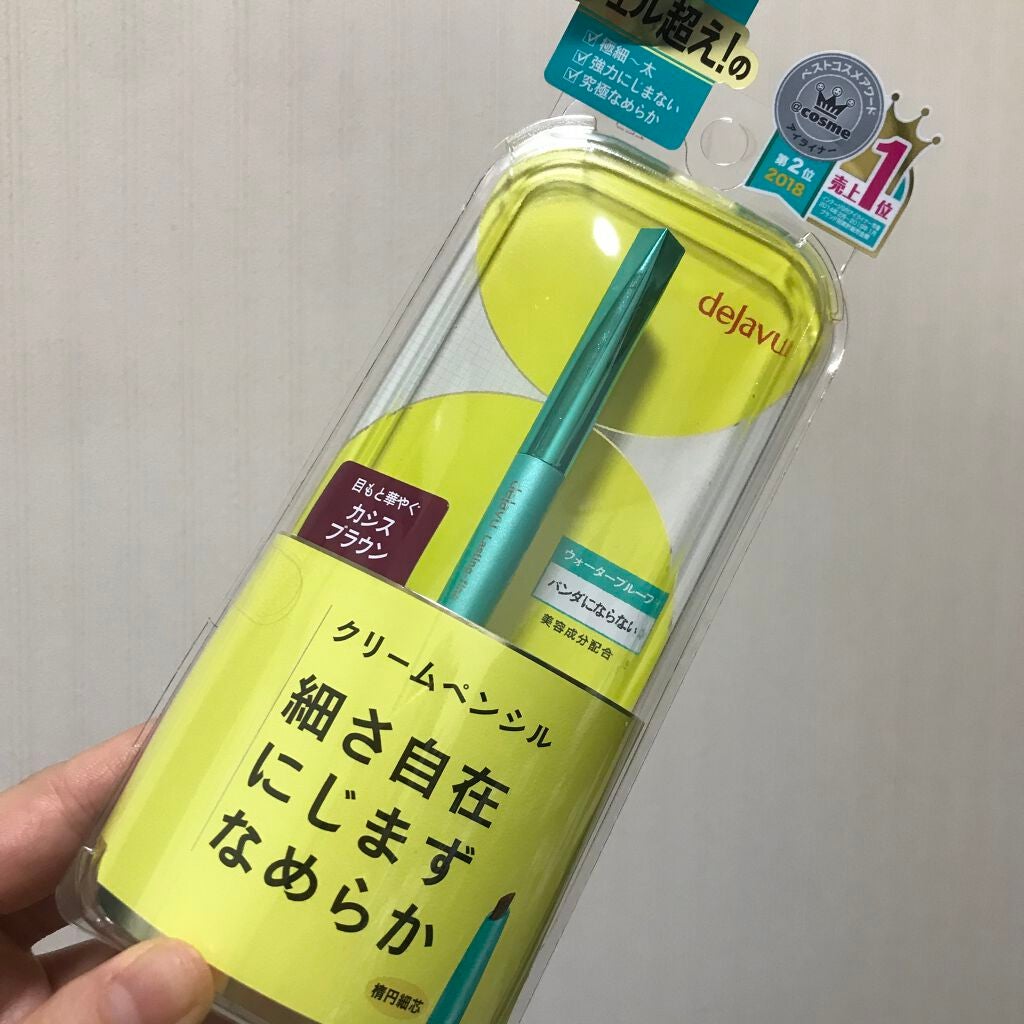 ェル超え!の
極細～太
強力ににじまない
究極なめらか
ベストコスメアワード
@cosme
アイライナー
第2位
2018
売上1位
dejavu
dejavu Lasting
目もと華やぐ
カシス
ブラウン
ウォータープルーフ
パンダにならない
美容成分配合
クリームペンシル
細さ自在
にじまず
なめらか
楕円細芯